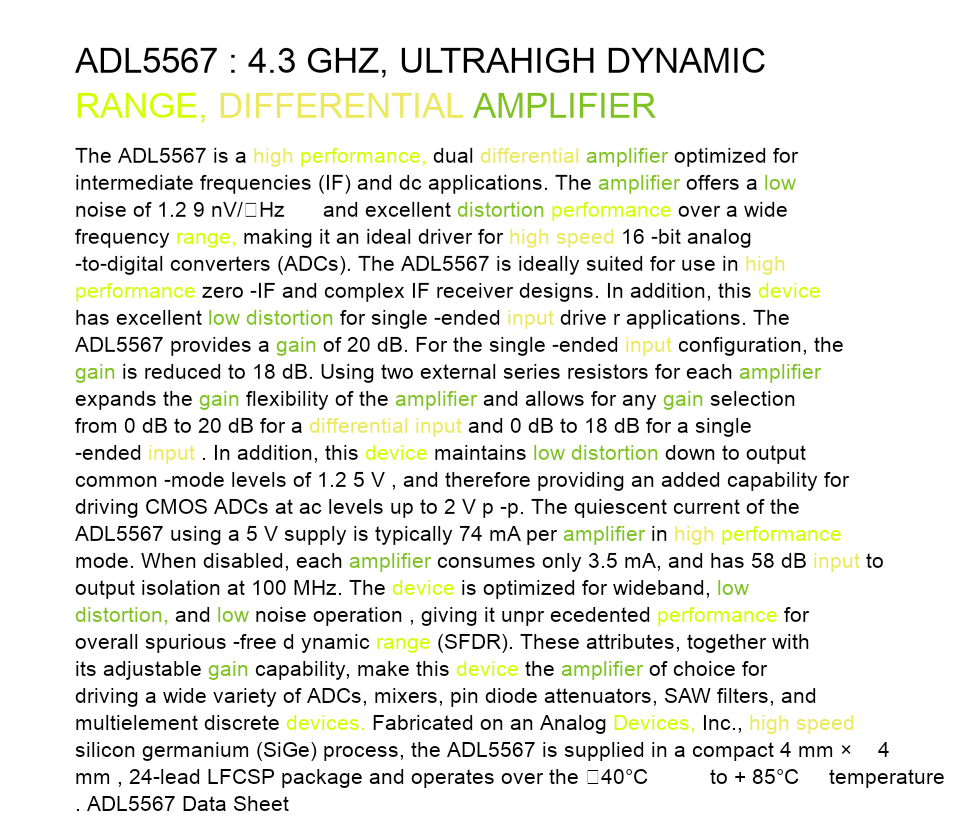 ADL5567 : 4.3 GHZ, ULTRAHIGH DYNAMIC
RANGE, DIFFERENTIAL AMPLIFIER
The ADL5567 is a high performance, dual differential amplifier optimized for
intermediate frequencies (IF) and dc applications. The amplifier offers a low
noise of 1.2 9 nV/□Hz and excellent distortion performance over a wide
frequency range, making it an ideal driver for high speed 16 -bit analog
-to-digital converters (ADCs). The ADL5567 is ideally suited for use in high
performance zero -IF and complex IF receiver designs. In addition, this device
has excellent low distortion for single -ended input drive r applications. The
ADL5567 provides a gain of 20 dB. For the single -ended input configuration, the
gain is reduced to 18 dB. Using two external series resistors for each amplifier
expands the gain flexibility of the amplifier and allows for any gain selection
from 0 dB to 20 dB for a differential input and 0 dB to 18 dB for a single
-ended input . In addition, this device maintains low distortion down to output
common -mode levels of 1.2 5 V , and therefore providing an added capability for
driving CMOS ADCs at ac levels up to 2 V p -p. The quiescent current of the
ADL5567 using a 5 V supply is typically 74 mA per amplifier in high performance
mode. When disabled, each amplifier consumes only 3.5 mA, and has 58 dB input to
output isolation at 100 MHz. The device is optimized for wideband, low
distortion, and low noise operation , giving it unpr ecedented performance for
overall spurious -free d ynamic range (SFDR). These attributes, together with
its adjustable gain capability, make this device the amplifier of choice for
driving a wide variety of ADCs, mixers, pin diode attenuators, SAW filters, and
multielement discrete devices. Fabricated on an Analog Devices, Inc., high speed
silicon germanium (SiGe) process, the ADL5567 is supplied in a compact 4 mm × 4
mm , 24-lead LFCSP package and operates over the □40°C to + 85°C temperature
. ADL5567 Data Sheet